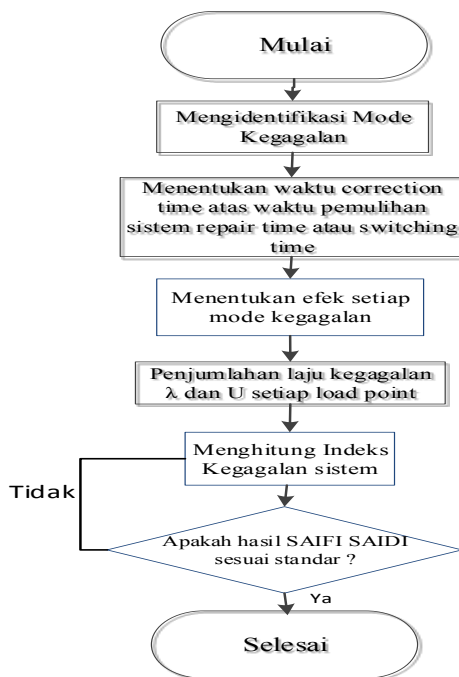 Mulai
Mengidentifikasi Mode
Kegagalan
Menentukan waktu correction
time atas waktu pemulihan
sistem repair time atau switching
time
Menentukan efek setiap
mode kegagalan
Penjumlahan laju kegagalan
λ dan U setiap load point
Menghitung Indeks
Kegagalan sistem
Tidak
Apakah hasil SAIFI SAIDI
sesuai standar ?
Ya
Selesai